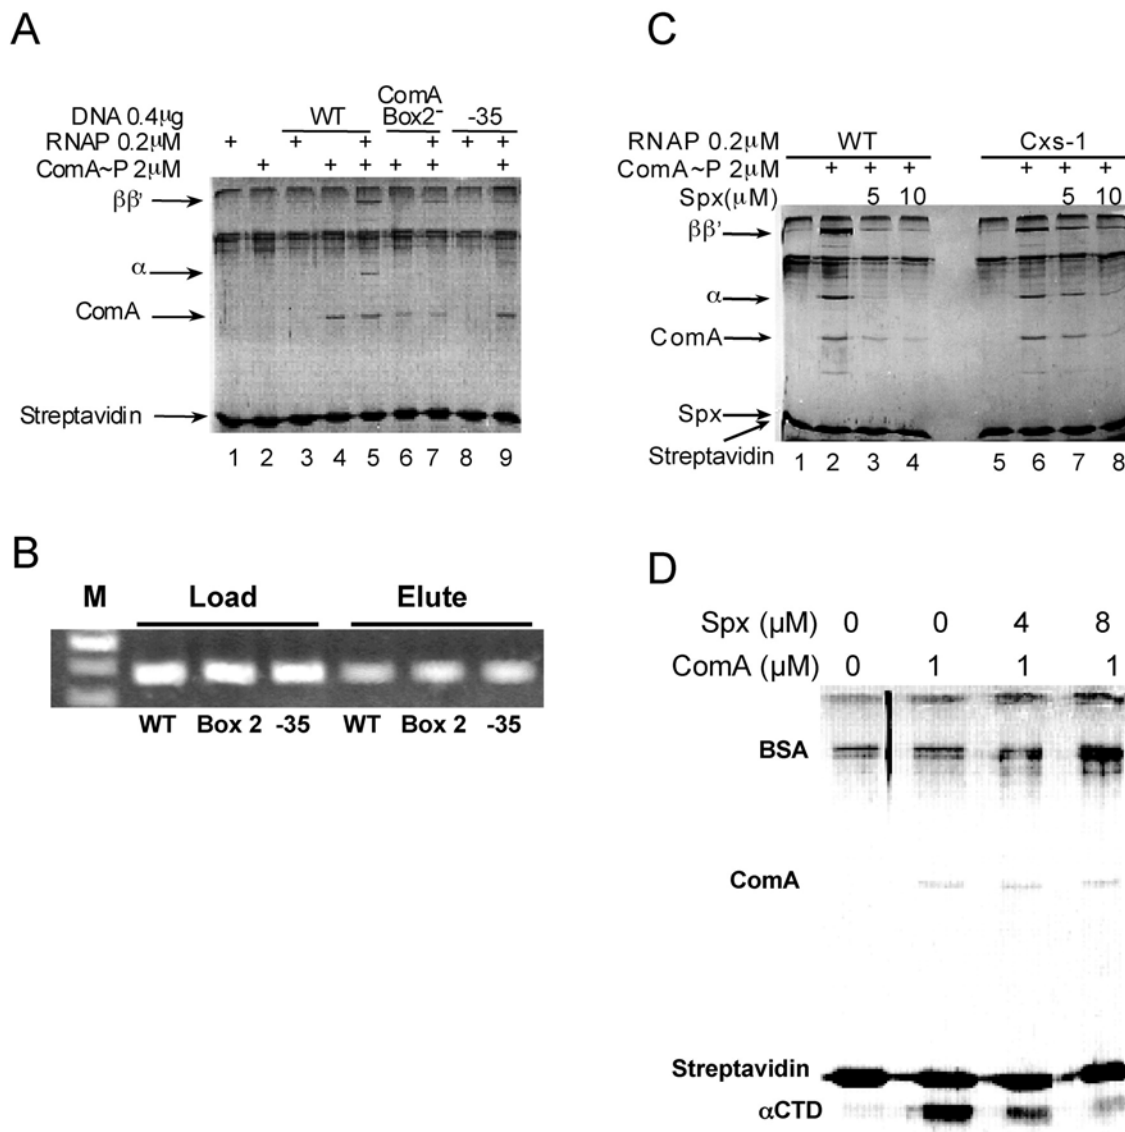 A
DNA 0.4μg WT ComA Box2⁻ -35
RNAP 0.2μM + + + + + +
ComA~P 2μM + + + + + +
ββ'
α
ComA
Streptavidin
1 2 3 4 5 6 7 8 9
B
M Load Elute
WT Box 2 -35 WT Box 2 -35
C
RNAP 0.2μM WT Cxs-1
ComA~P 2μM + + + + + +
Spx(μM) 5 10 5 10
ββ'
α
ComA
Spx
Streptavidin
1 2 3 4 5 6 7 8
D
Spx (μM) 0 0 4 8
ComA (μM) 0 1 1 1
BSA
ComA
Streptavidin
αCTD